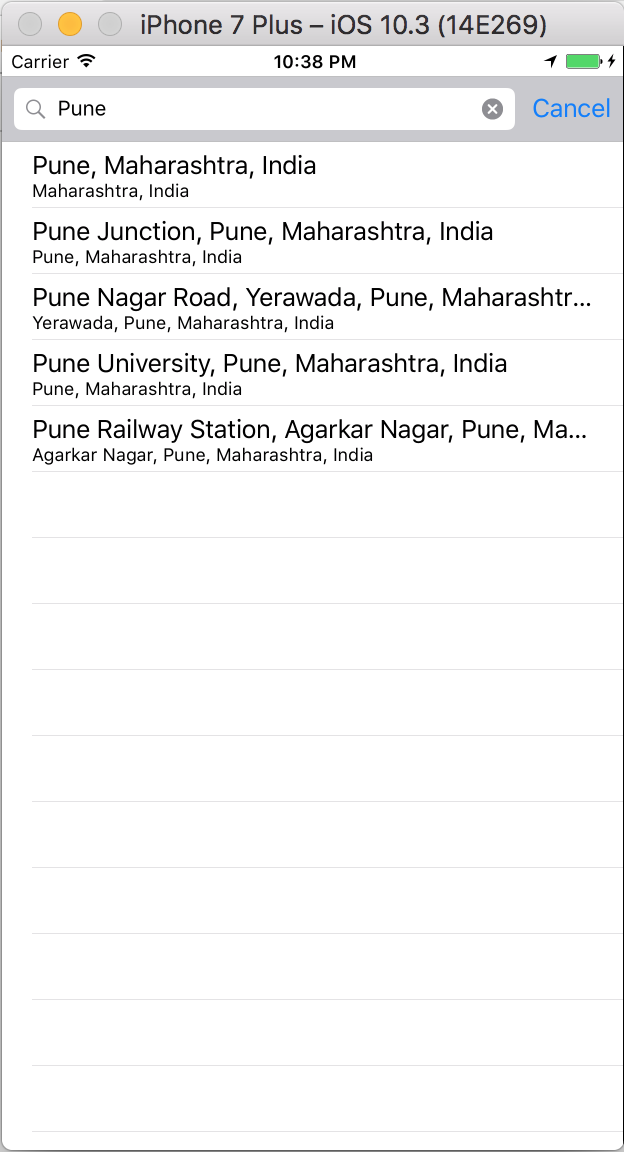 iPhone 7 Plus – iOS 10.3 (14E269)
Carrier 10:38 PM
Pune Cancel
Pune, Maharashtra, India
Maharashtra, India
Pune Junction, Pune, Maharashtra, India
Pune, Maharashtra, India
Pune Nagar Road, Yerawada, Pune, Maharashtr...
Yerawada, Pune, Maharashtra, India
Pune University, Pune, Maharashtra, India
Pune, Maharashtra, India
Pune Railway Station, Agarkar Nagar, Pune, Ma...
Agarkar Nagar, Pune, Maharashtra, India